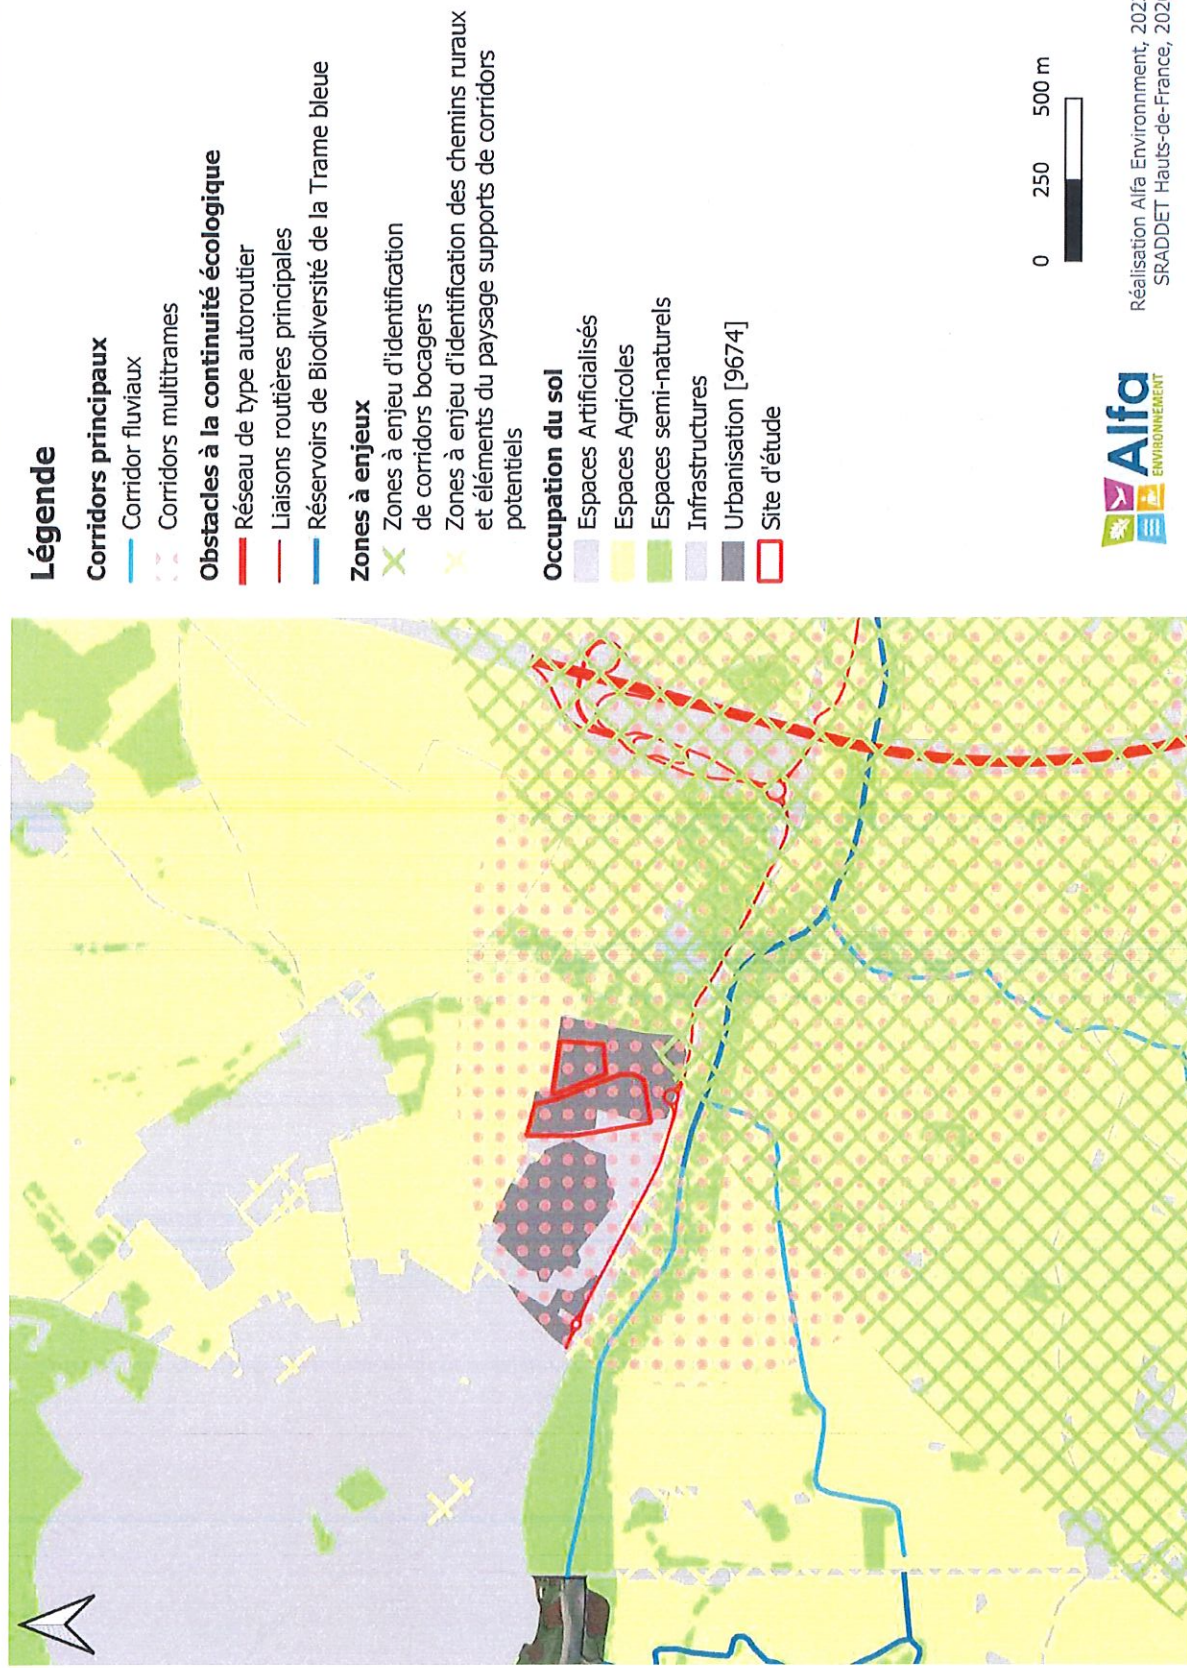 Légende
Corridors principaux
Corridor fluviaux
Corridors multitrames
Obstacles à la continuité écologique
Réseau de type autoroutier
Liaisons routières principales
Réservoirs de Biodiversité de la Trame bleue
Zones à enjeux
Zones à enjeu d'identification
de corridors bocagers
Zones à enjeu d'identification des chemins ruraux
et éléments du paysage supports de corridors
potentiels
Occupation du sol
Espaces Artificialisés
Espaces Agricoles
Espaces semi-naturels
Infrastructures
Urbanisation [9674]
Site d'étude
0 250 500 m
Alfa
ENVIRONNEMENT
Réalisation Alfa Environnment,
SRADDET Hauts-de-France,